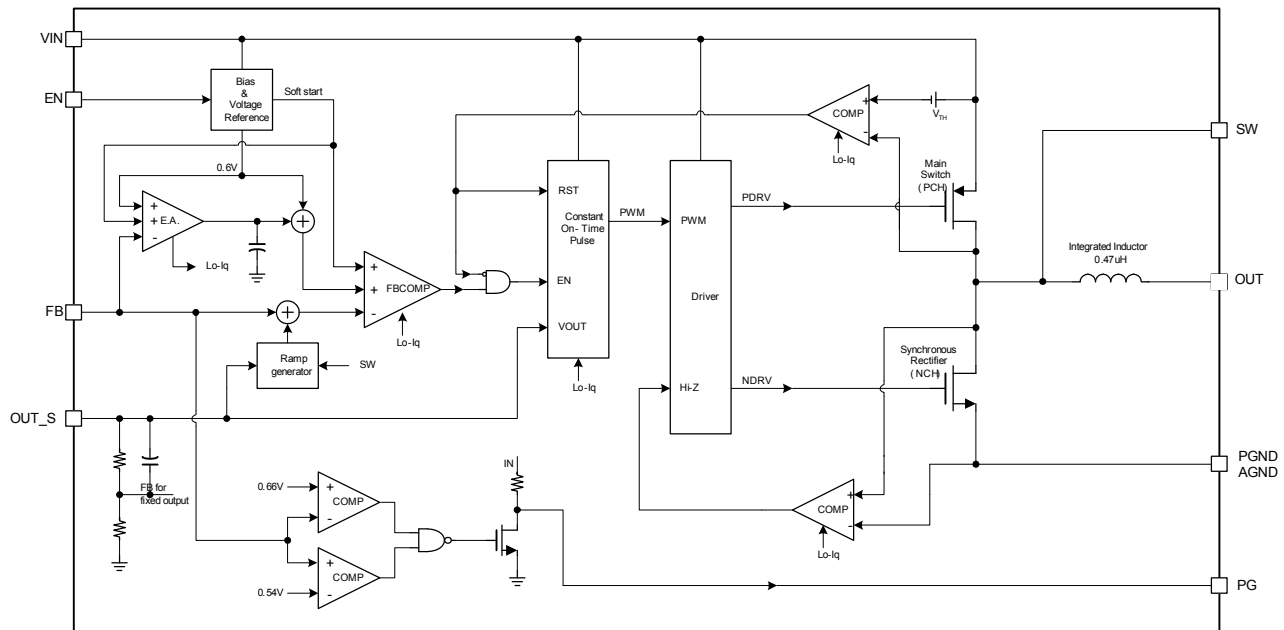 VIN
EN
Bias
&
Voltage
Reference
Soft start
0.6V
+
+ E.A.
-
Lo-Iq
+
+
+
FBCOMP
-
Lo-Iq
FB
+
Ramp
generator
SW
OUT_S
FB for
fixed output
RST
Constant
On- Time
Pulse
EN
VOUT
Lo-Iq
PWM
PWM
Driver
Hi-Z
PDRV
NDRV
+
COMP
-
Lo-Iq
VTH
Main
Switch
( PCH)
Integrated Inductor
0.47uH
Synchronous
Rectifier
( NCH)
+
COMP
-
Lo-Iq
0.66V
+
COMP
-
+
COMP
0.54V
-
IN
SW
OUT
PGND
AGND
PG